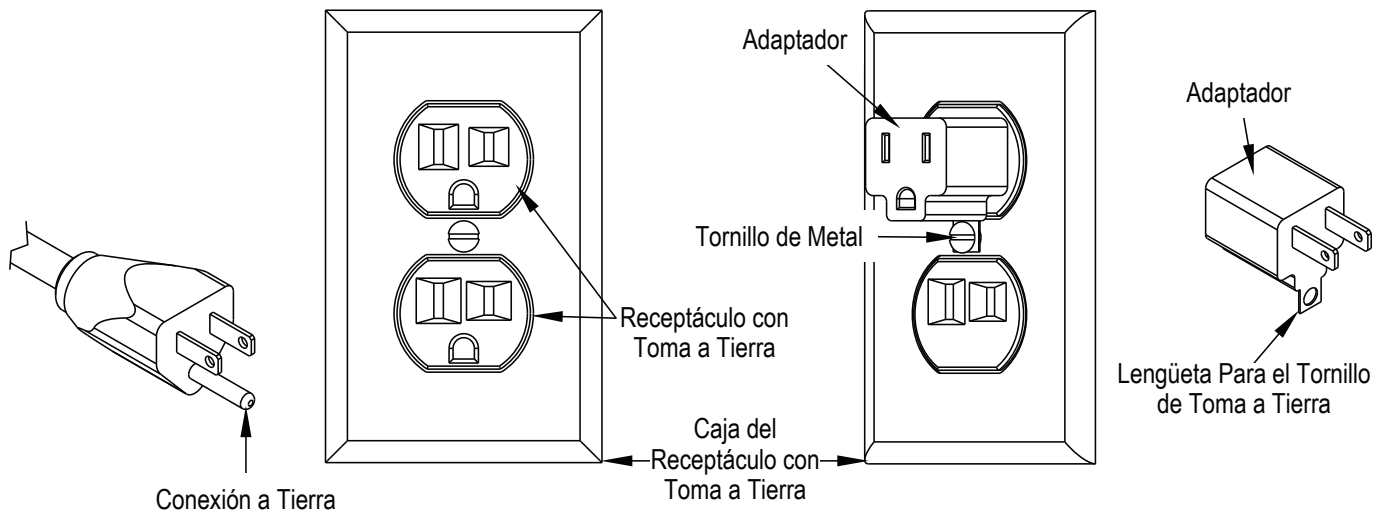 Adaptador
Adaptador
Tornillo de Metal
Receptáculo con
Toma a Tierra
Lengüeta Para el Tornillo
de Toma a Tierra
Caja del
Receptáculo con
Toma a Tierra
Conexión a Tierra